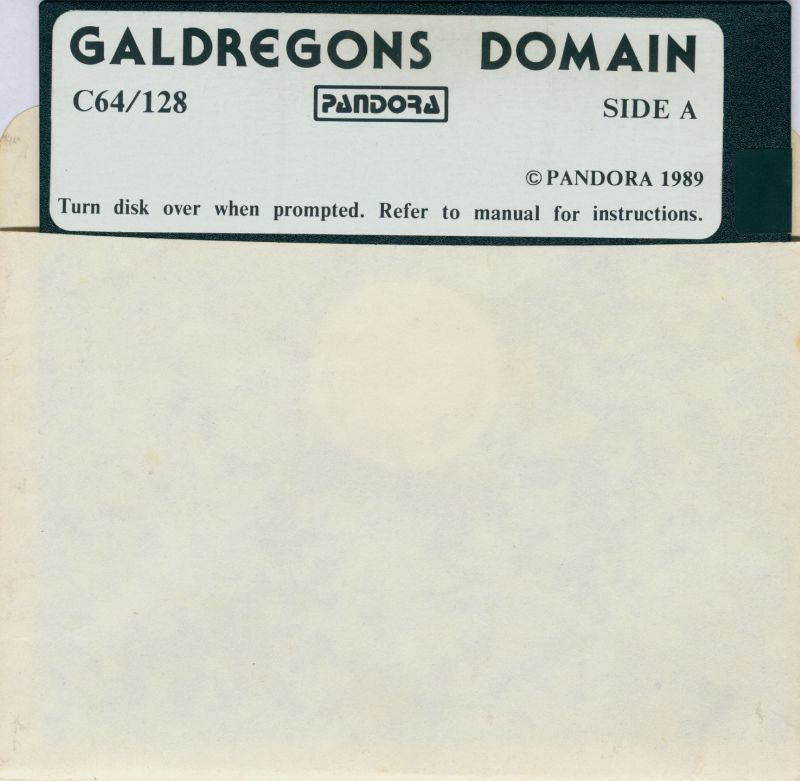 GALDREGONS DOMAIN
C64/128 PANDORA SIDE A
© PANDORA 1989
Turn disk over when prompted. Refer to manual for instructions.